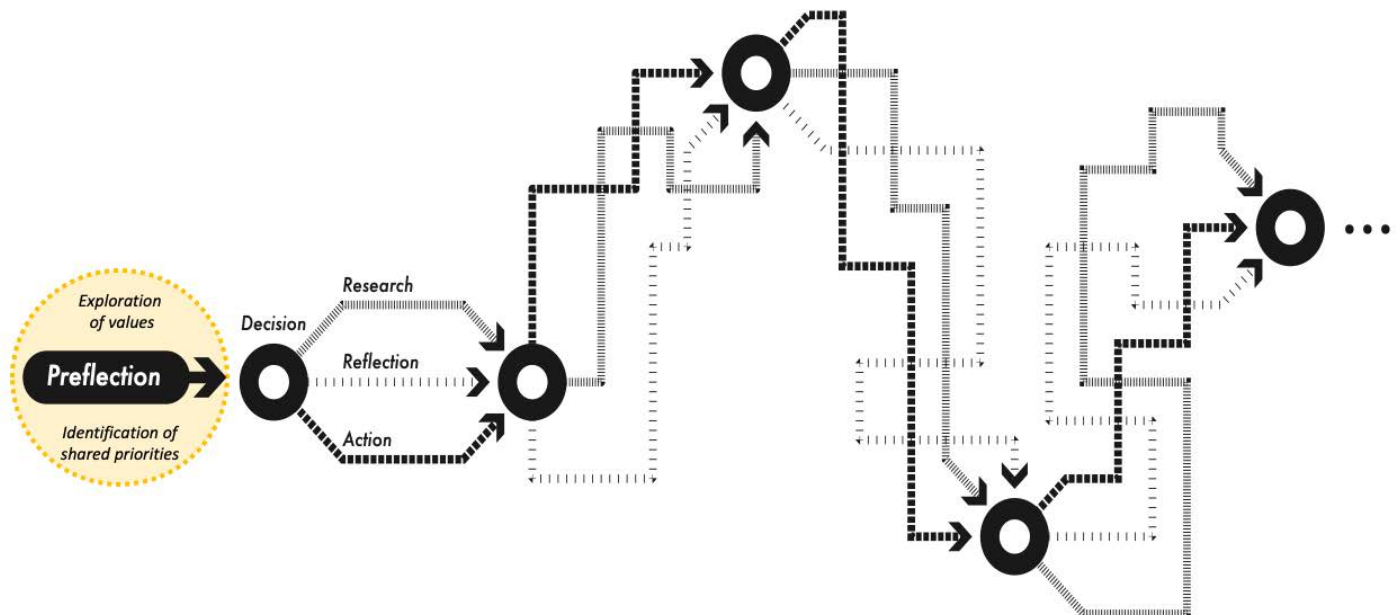 Exploration
of values
Preflection
Identification of
shared priorities
Decision
Research
Reflection
Action
...